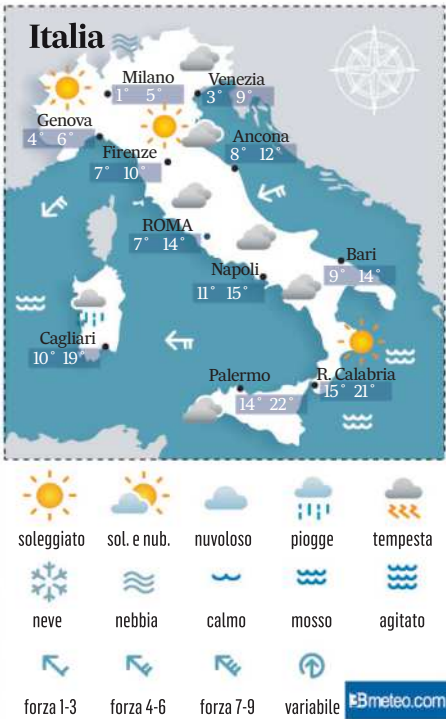 Italia
Milano
1° 5°
Venezia
3° 9°
Genova
4° 6°
Firenze
7° 10°
Ancona
8° 12°
ROMA
7° 14°
Napoli
11° 15°
Bari
9° 14°
Cagliari
10° 19°
Palermo
14° 22°
R. Calabria
15° 21°
soleggiato sol. e nub. nuvoloso piogge tempesta
neve nebbia calmo mosso agitato
forza 1-3 forza 4-6 forza 7-9 variabile
3Bmeteo.com